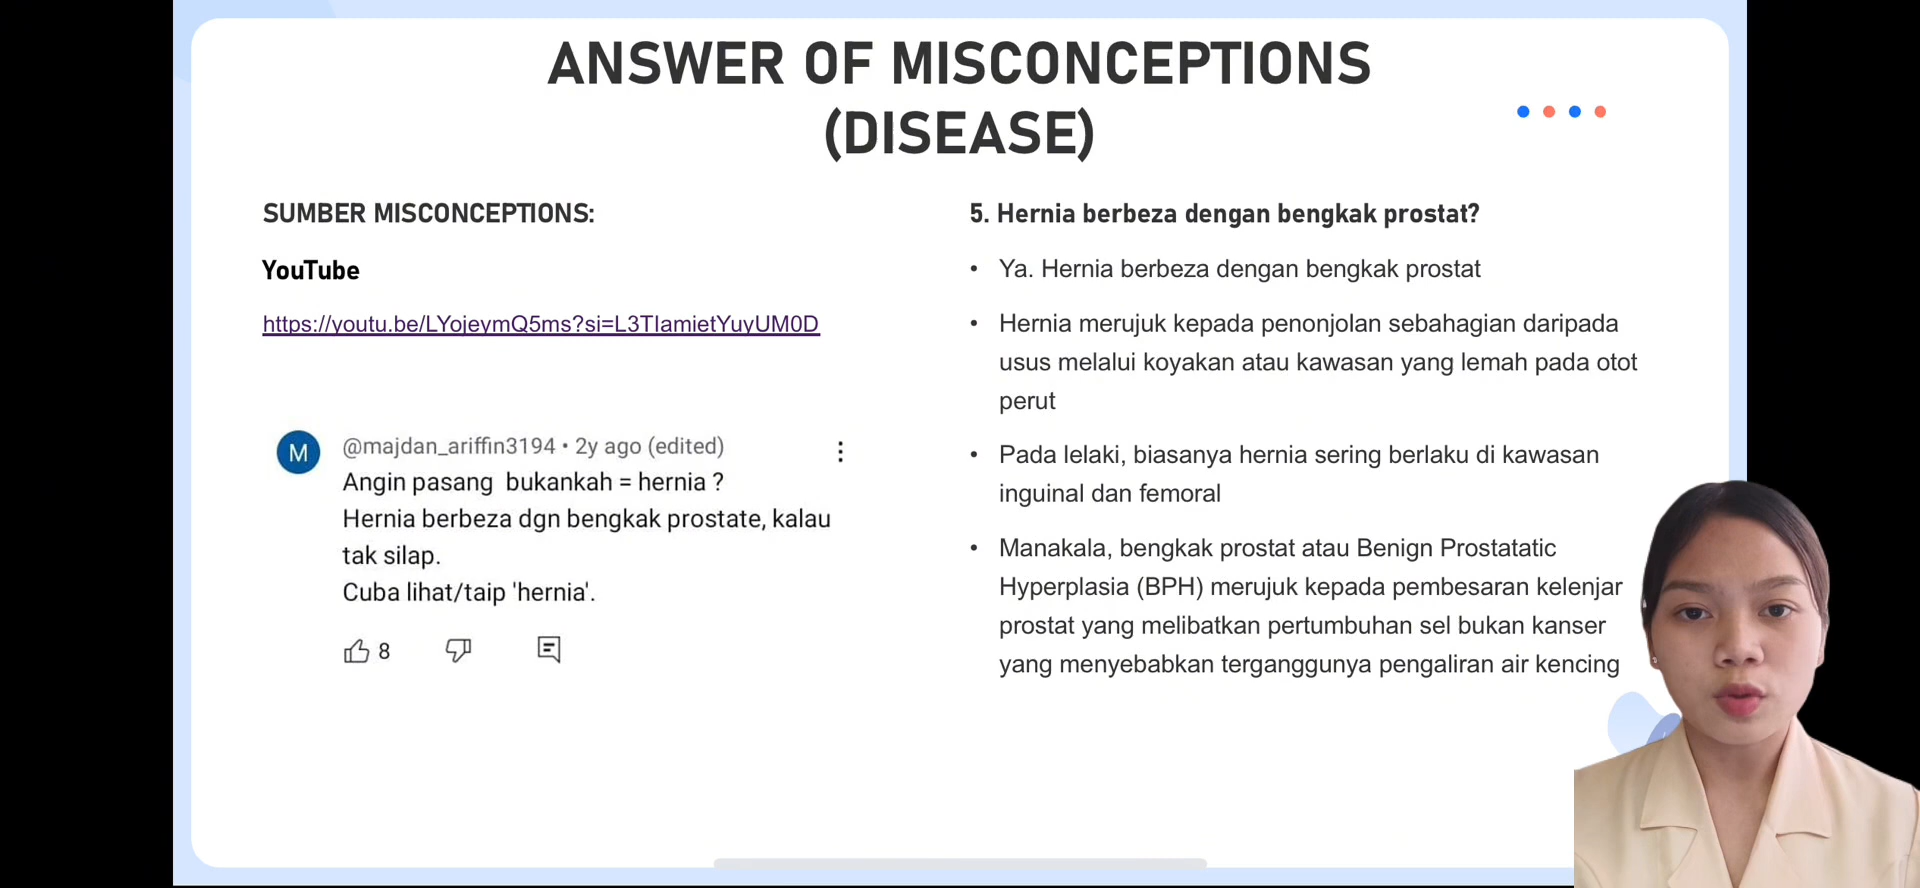 ANSWER OF MISCONCEPTIONS
(DISEASE)
SUMBER MISCONCEPTIONS:
YouTube
https://youtu.be/LYojeymQ5ms?si=L3TIamietYuyUM0D
M
@majdan_ariffin3194 • 2y ago (edited)
Angin pasang bukankah = hernia ?
Hernia berbeza dgn bengkak prostate, kalau
tak silap.
Cuba lihat/taip 'hernia'.
8
5. Hernia berbeza dengan bengkak prostat?
• Ya. Hernia berbeza dengan bengkak prostat
• Hernia merujuk kepada penonjolan sebahagian daripada
usus melalui koyakan atau kawasan yang lemah pada otot
perut
• Pada lelaki, biasanya hernia sering berlaku di kawasan
inguinal dan femoral
• Manakala, bengkak prostat atau Benign Prostatatic
Hyperplasia (BPH) merujuk kepada pembesaran kelenjar
prostat yang melibatkan pertumbuhan sel bukan kanser
yang menyebabkan terganggunya pengaliran air kencing